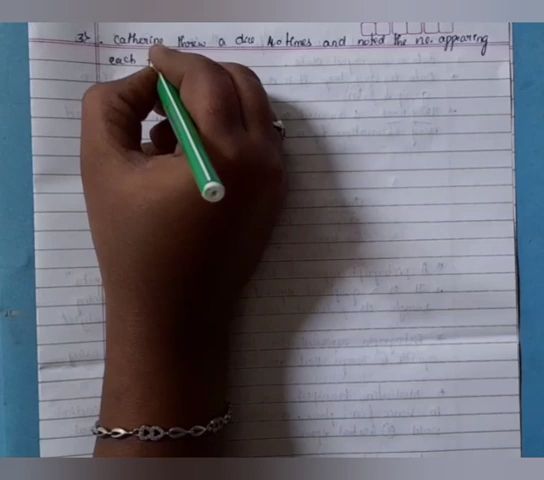 3. Catherine threw a dice 40 times and noted the no. appearing
each